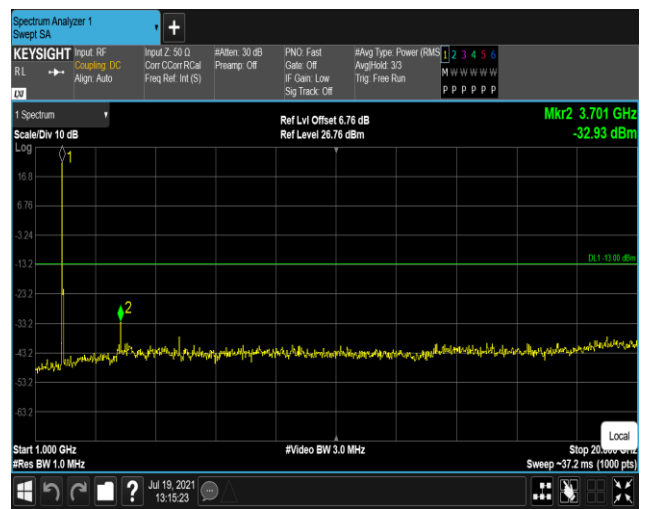 Spectrum Analyzer 1
Swept SA
+
KEYSIGHT
RL
LXI
Input: RF
Coupling: DC
Align: Auto
Input Z: 50 Ω
Corr CCorr RCal
Freq Ref: Int (S)
#Atten: 30 dB
Preamp: Off
PNO: Fast
Gate: Off
IF Gain: Low
Sig Track: Off
#Avg Type: Power (RMS
Avg|Hold: 3/3
Trig: Free Run
1 2 3 4 5 6
M W W W W W
P P P P P P
1 Spectrum
Scale/Div 10 dB
Ref Lvl Offset 6.76 dB
Ref Level 26.76 dBm
Mkr2 3.701 GHz
-32.93 dBm
Log
1
16.8
6.76
-3.24
-13.2
DL1 -13.00 dBm
-23.2
2
-33.2
-43.2
-53.2
-63.2
Local
Start 1.000 GHz
#Video BW 3.0 MHz
Stop 20.000 GHz
#Res BW 1.0 MHz
Sweep ~37.2 ms (1000 pts)
?
Jul 19, 2021
13:15:23